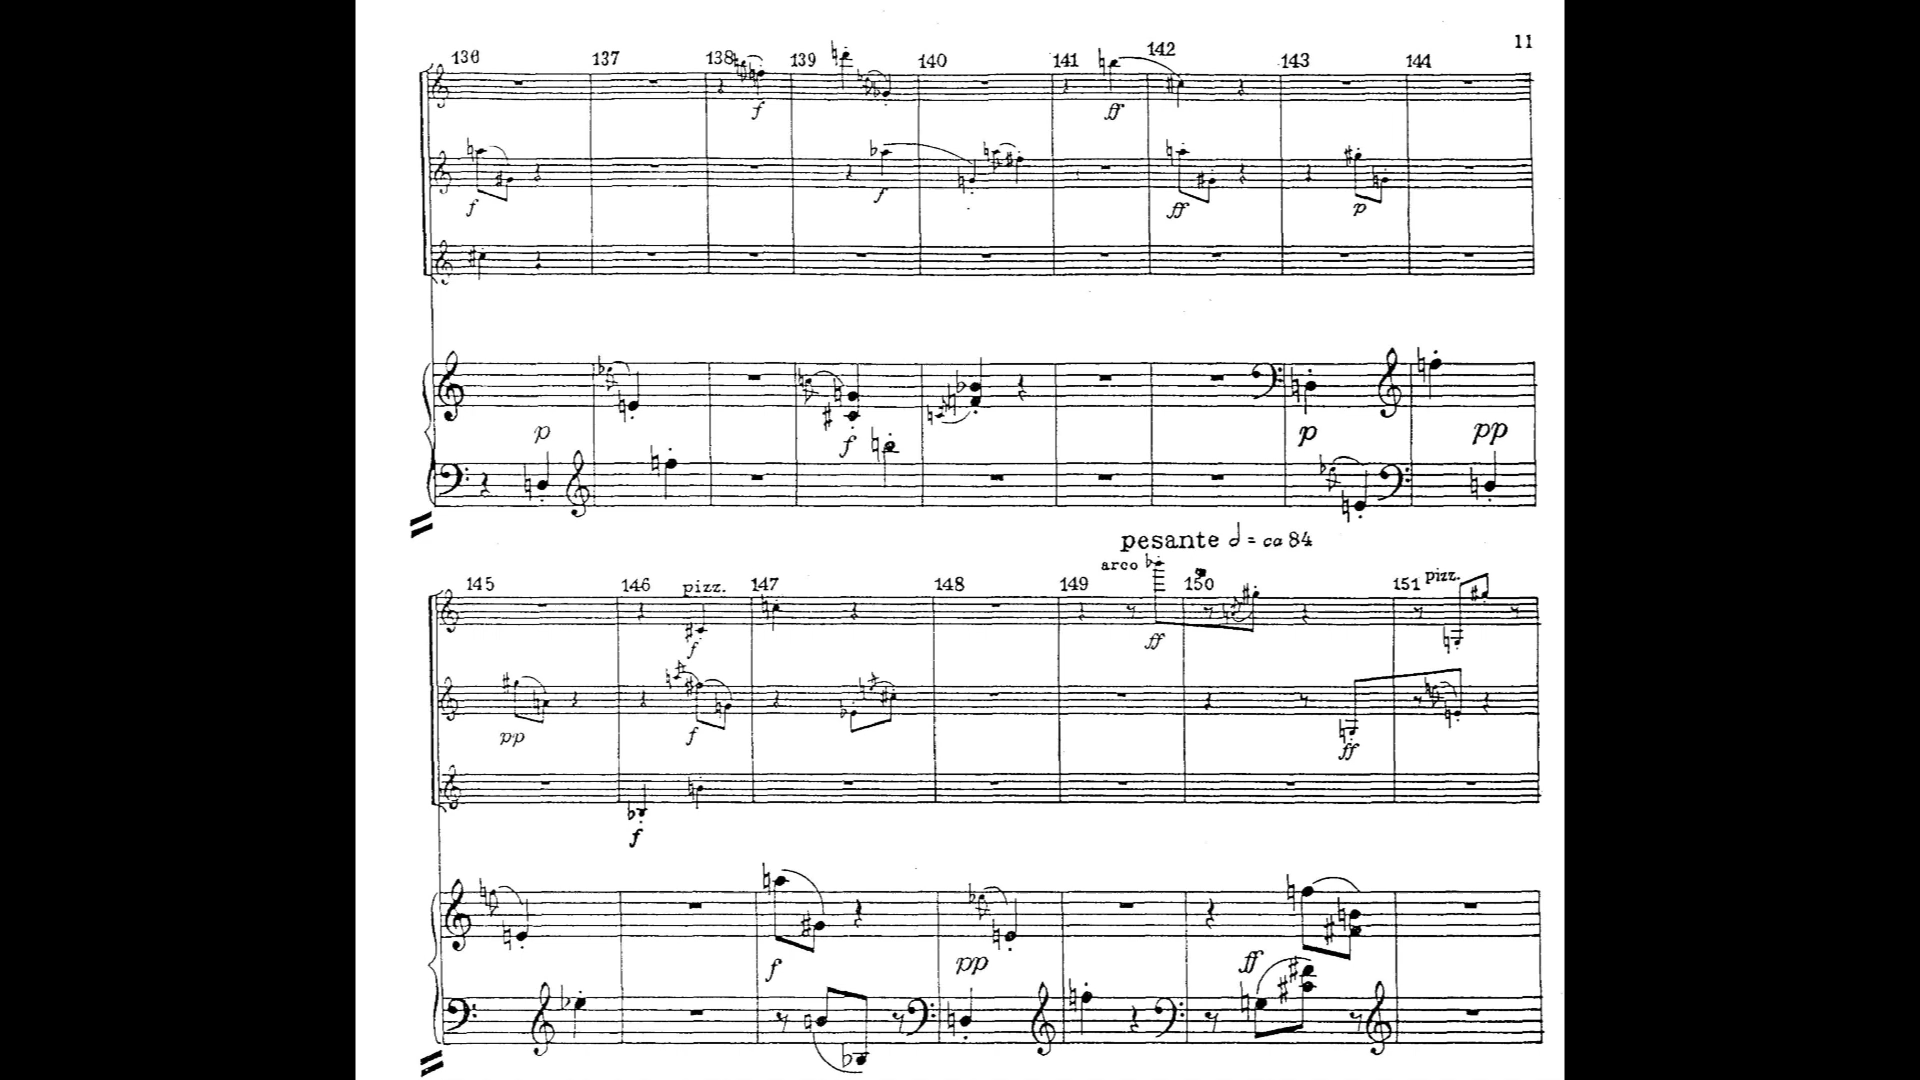 11
136 137 138 139 140 141 142 143 144
f ff
f f ff p
p f p pp
pesante = ca 84
arco
145 146 pizz. 147 148 149 150 151 pizz.
f ff
pp f ff
f
f pp ff